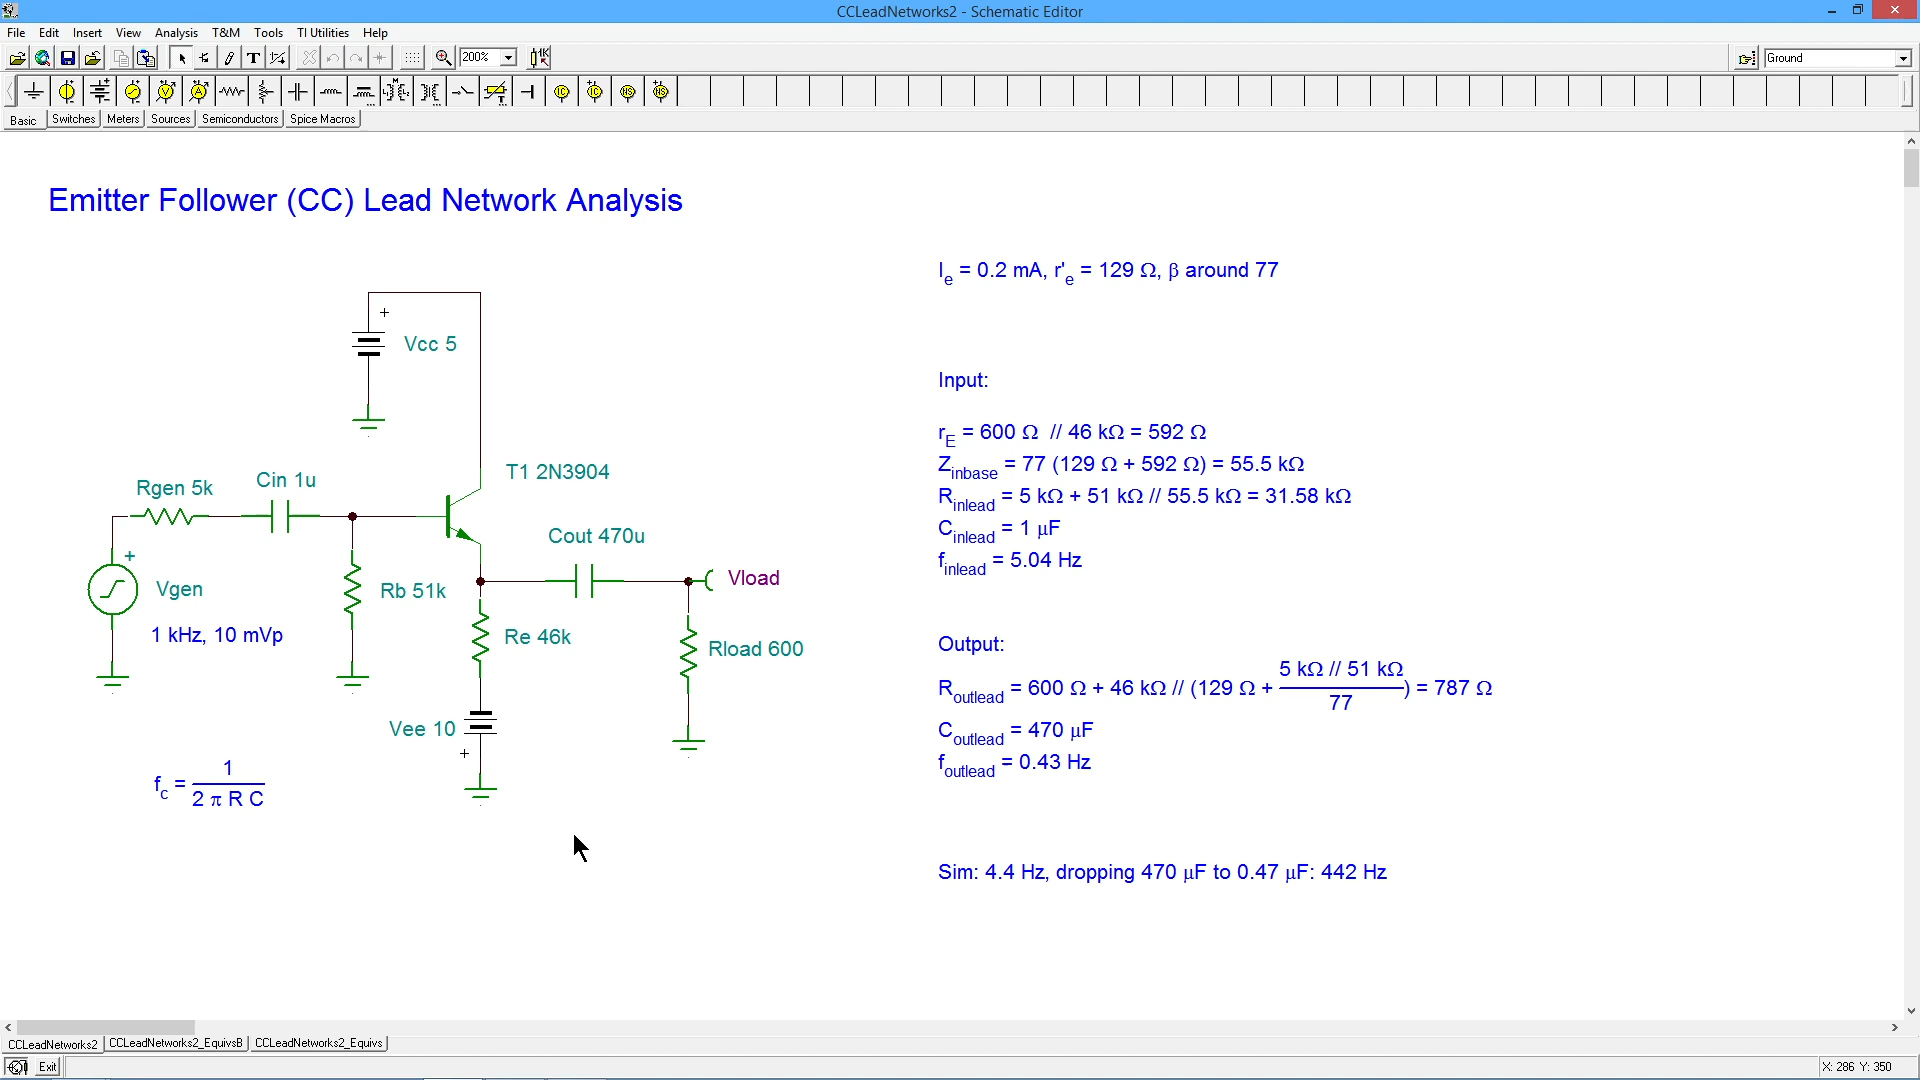 CCLeadNetworks2 - Schematic Editor
File Edit Insert View Analysis T&M Tools TI Utilities Help
200%
Ground
Basic Switches Meters Sources Semiconductors Spice Macros
Emitter Follower (CC) Lead Network Analysis
Vcc 5
T1 2N3904
Rgen 5k
Cin 1u
Cout 470u
Vload
Vgen
1 kHz, 10 mVp
Rb 51k
Re 46k
Rload 600
Vee 10
fc = 1 / 2 π R C
Ie = 0.2 mA, r'e = 129 Ω, β around 77
Input:
rE = 600 Ω // 46 kΩ = 592 Ω
Zinbase = 77 (129 Ω + 592 Ω) = 55.5 kΩ
Rinlead = 5 kΩ + 51 kΩ // 55.5 kΩ = 31.58 kΩ
Cinlead = 1 μF
finlead = 5.04 Hz
Output:
Routlead = 600 Ω + 46 kΩ // (129 Ω + 5 kΩ // 51 kΩ / 77) = 787 Ω
Coutlead = 470 μF
foutlead = 0.43 Hz
Sim: 4.4 Hz, dropping 470 μF to 0.47 μF: 442 Hz
CCLeadNetworks2 CCLeadNetworks2_EquivsB CCLeadNetworks2_Equivs
Exit
X: 286 Y: 350